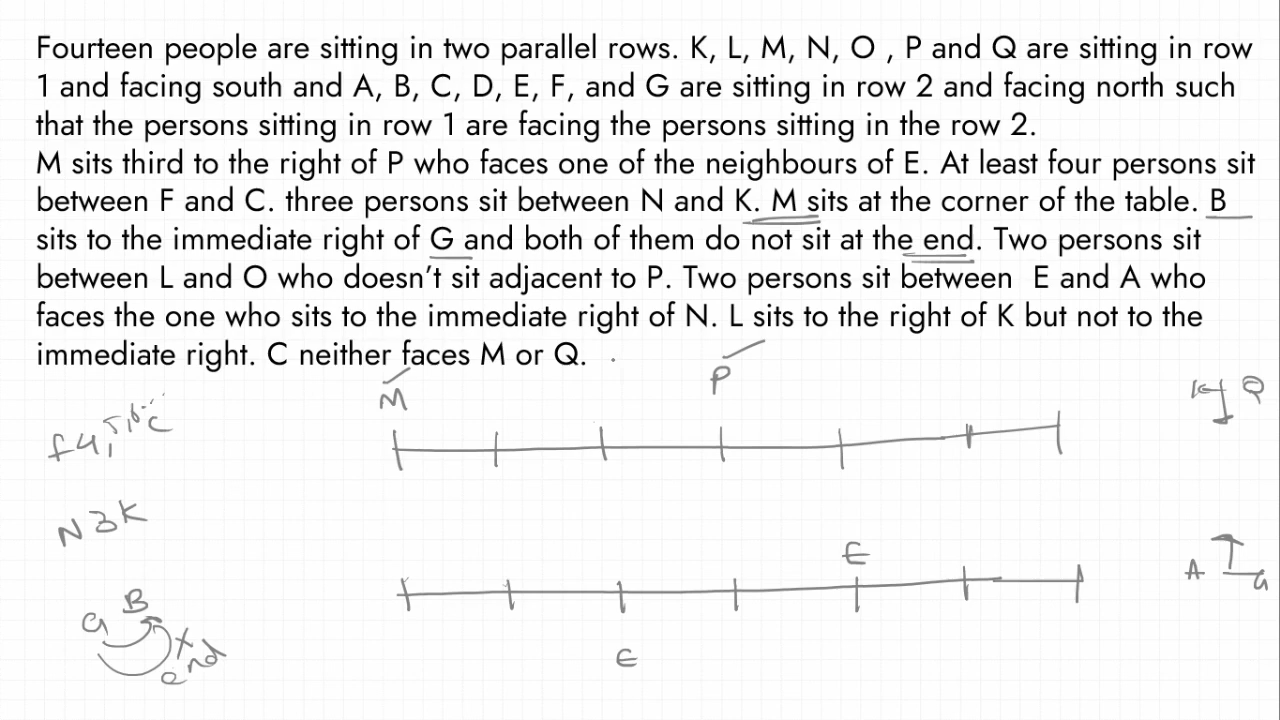 Fourteen people are sitting in two parallel rows. K, L, M, N, O , P and Q are sitting in row
1 and facing south and A, B, C, D, E, F, and G are sitting in row 2 and facing north such
that the persons sitting in row 1 are facing the persons sitting in the row 2.
M sits third to the right of P who faces one of the neighbours of E. At least four persons sit
between F and C. three persons sit between N and K. M sits at the corner of the table. B
sits to the immediate right of G and both of them do not sit at the end. Two persons sit
between L and O who doesn’t sit adjacent to P. Two persons sit between  E and A who
faces the one who sits to the immediate right of N. L sits to the right of K but not to the
immediate right. C neither faces M or Q.
M P K Q
F 4, 5, 6 C
N 3 K
E
A G
G B
X end
E